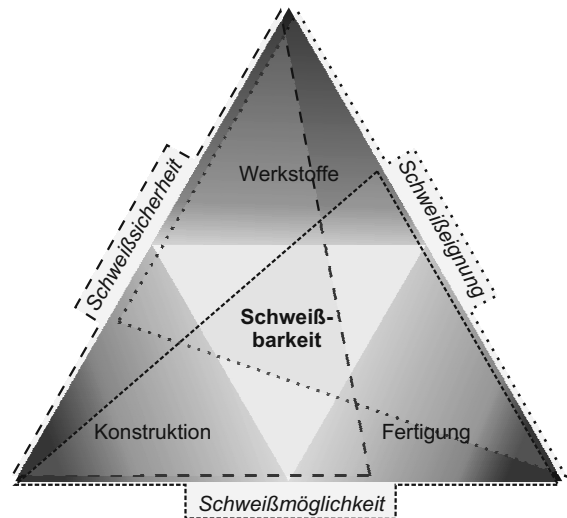 Werkstoffe
Schweißsicherheit
Schweißeignung
Schweiß-
barkeit
Konstruktion
Fertigung
Schweißmöglichkeit